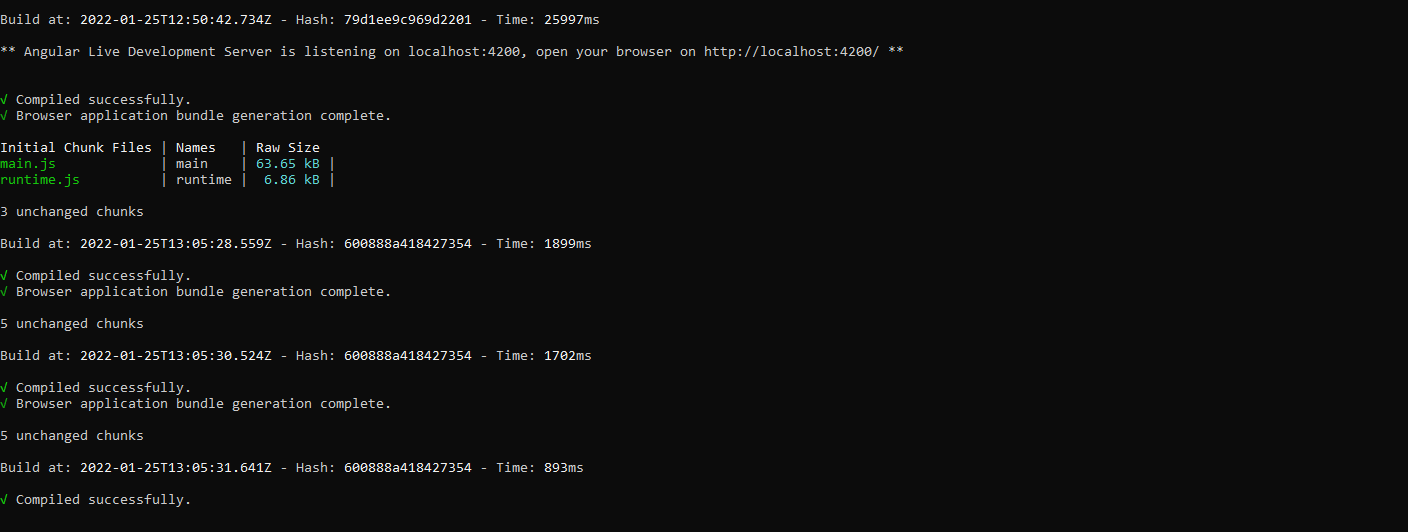 Build at: 2022-01-25T12:50:42.734Z - Hash: 79d1ee9c969d2201 - Time: 25997ms
** Angular Live Development Server is listening on localhost:4200, open your browser on http://localhost:4200/ **
√ Compiled successfully.
√ Browser application bundle generation complete.
Initial Chunk Files | Names   | Raw Size
main.js             | main    | 63.65 kB |
runtime.js          | runtime |  6.86 kB |
3 unchanged chunks
Build at: 2022-01-25T13:05:28.559Z - Hash: 600888a418427354 - Time: 1899ms
√ Compiled successfully.
√ Browser application bundle generation complete.
5 unchanged chunks
Build at: 2022-01-25T13:05:30.524Z - Hash: 600888a418427354 - Time: 1702ms
√ Compiled successfully.
√ Browser application bundle generation complete.
5 unchanged chunks
Build at: 2022-01-25T13:05:31.641Z - Hash: 600888a418427354 - Time: 893ms
√ Compiled successfully.